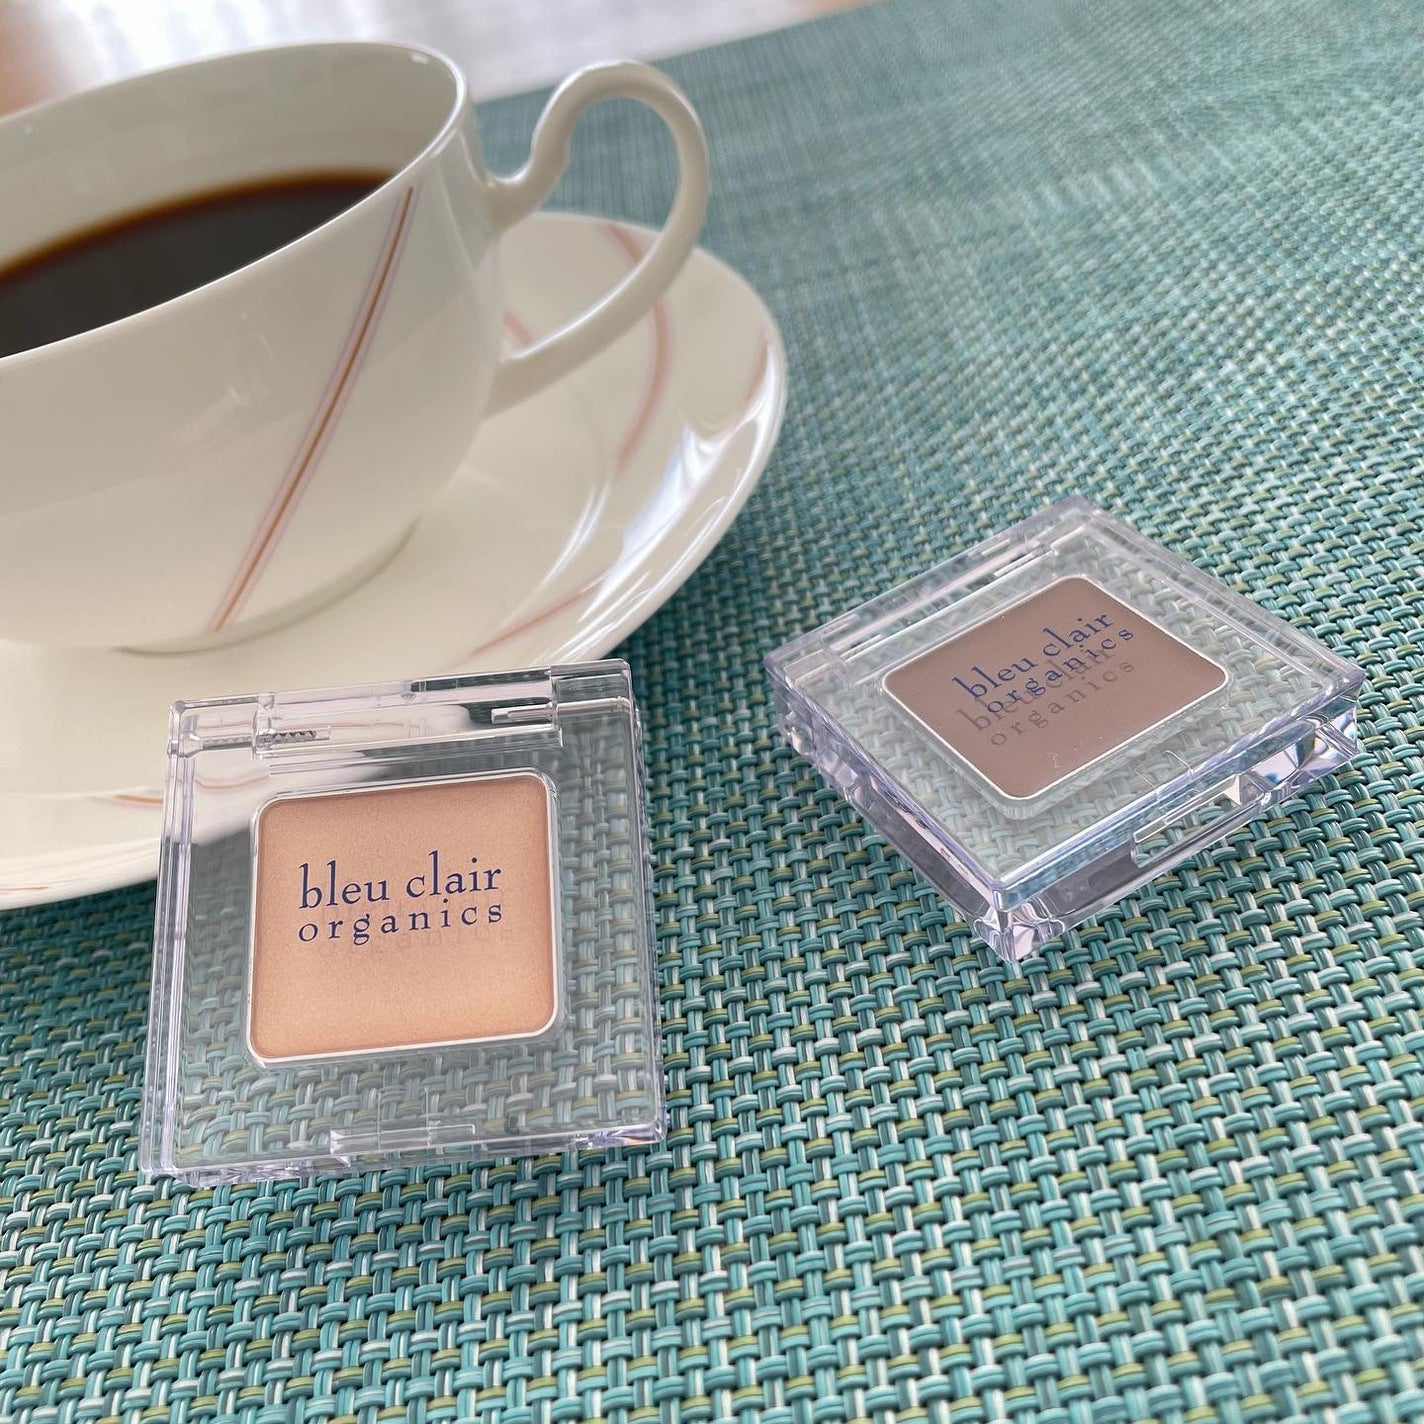 bleu clair
organics
bleu clair
organics